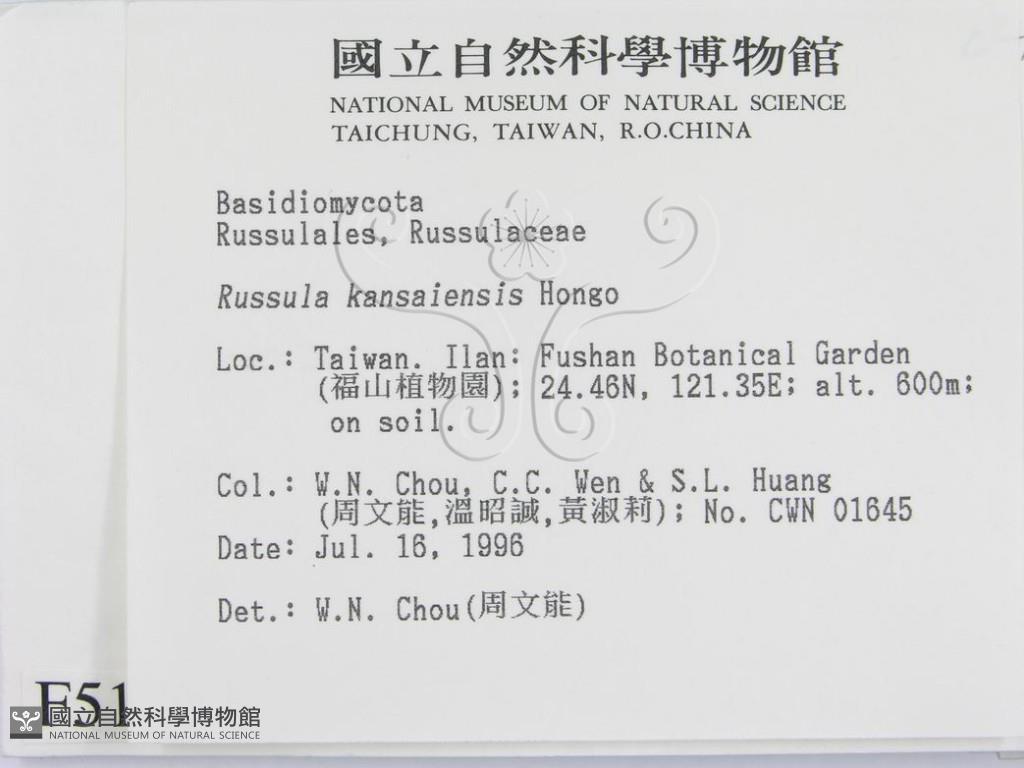 國立自然科學博物館
NATIONAL MUSEUM OF NATURAL SCIENCE
TAICHUNG, TAIWAN, R.O.CHINA
Basidiomycota
Russulales, Russulaceae
Russula kansaiensis Hongo
Loc.: Taiwan. Ilan: Fushan Botanical Garden
(福山植物園); 24.46N, 121.35E; alt. 600m;
on soil.
Col.: W.N. Chou, C.C. Wen & S.L. Huang
(周文能,溫昭誠,黃淑莉); No. CWN 01645
Date: Jul. 16, 1996
Det.: W.N. Chou(周文能)
F51
國立自然科學博物館
NATIONAL MUSEUM OF NATURAL SCIENCE